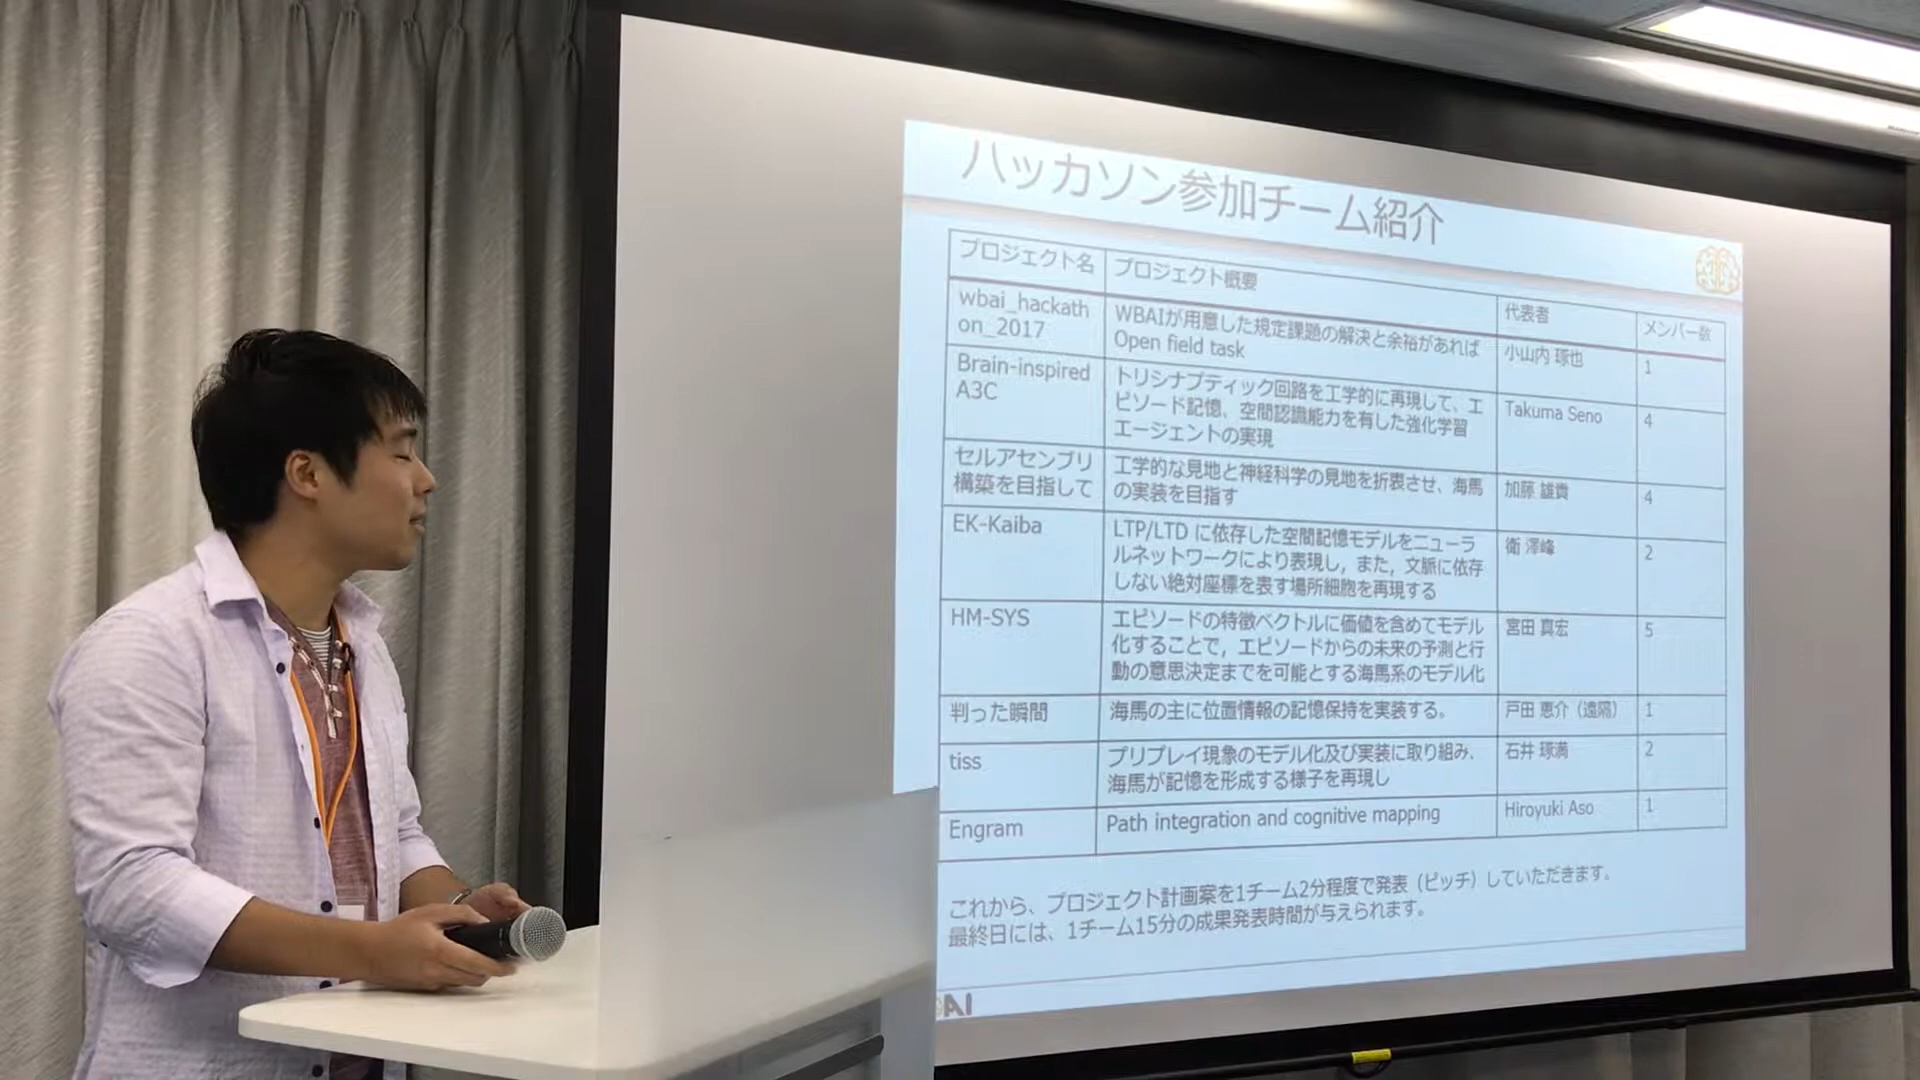 ハッカソン参加チーム紹介
プロジェクト名 プロジェクト概要 代表者 メンバー数
wbai_hackath
on_2017
WBAIが用意した規定課題の解決と余裕があれば
Open field task
小山内 琢也
1
Brain-inspired
A3C
トリシナプティック回路を工学的に再現して、エ
ピソード記憶、空間認識能力を有した強化学習
エージェントの実現
Takuma Seno
4
セルアセンブリ
構築を目指して
工学的な見地と神経科学の見地を折衷させ、海馬
の実装を目指す
加藤 雄貴
4
EK-Kaiba
LTP/LTD に依存した空間記憶モデルをニューラ
ルネットワークにより表現し，また，文脈に依存
しない絶対座標を表す場所細胞を再現する
衛 澤峰
2
HM-SYS
エピソードの特徴ベクトルに価値を含めてモデル
化することで，エピソードからの未来の予測と行
動の意思決定までを可能とする海馬系のモデル化
宮田 真宏
5
判った瞬間
海馬の主に位置情報の記憶保持を実装する。
戸田 恵介（遠隔）
1
tiss
プリプレイ現象のモデル化及び実装に取り組み、
海馬が記憶を形成する様子を再現し
石井 琢満
2
Engram
Path integration and cognitive mapping
Hiroyuki Aso
1
これから、プロジェクト計画案を1チーム2分程度で発表（ピッチ）していただきます。
最終日には、1チーム15分の成果発表時間が与えられます。
AI